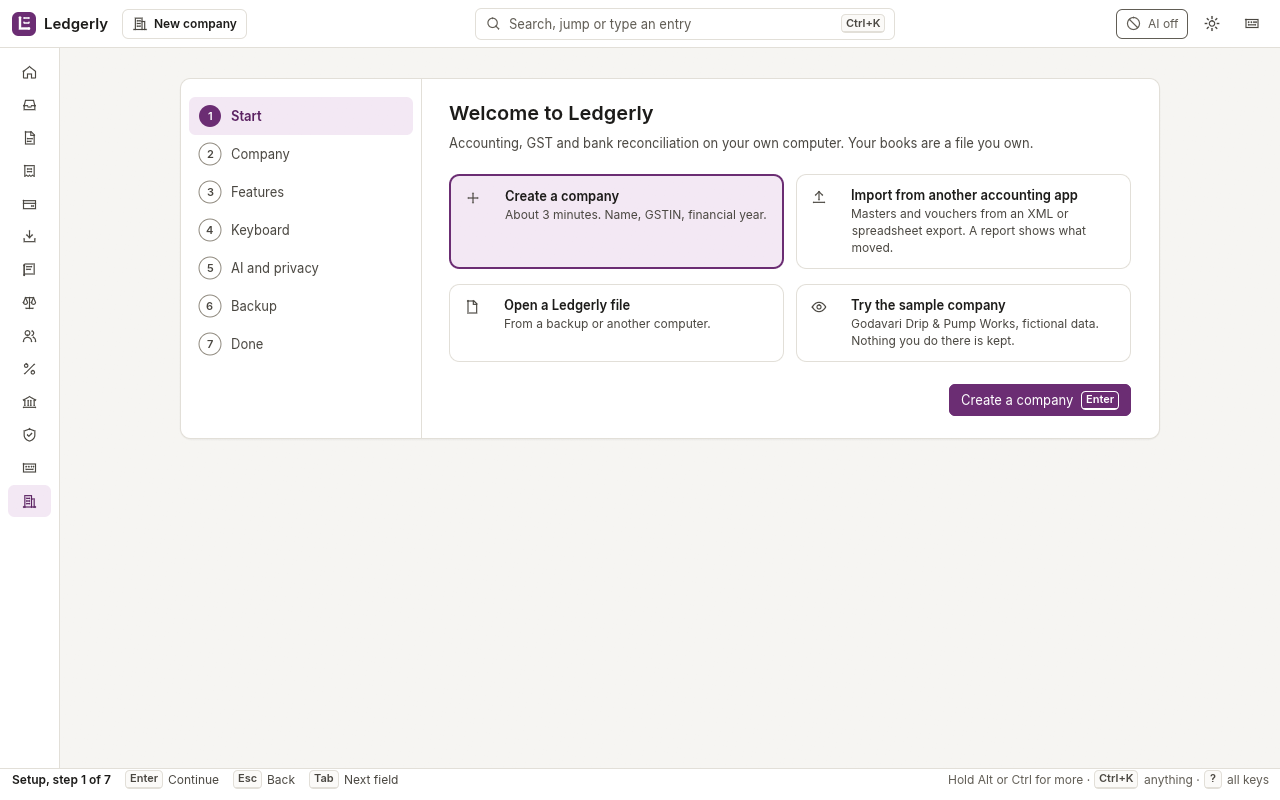 Ledgerly
New company
Search, jump or type an entry
Ctrl+K
AI off
1 Start
2 Company
3 Features
4 Keyboard
5 AI and privacy
6 Backup
7 Done
Welcome to Ledgerly
Accounting, GST and bank reconciliation on your own computer. Your books are a file you own.
Create a company
About 3 minutes. Name, GSTIN, financial year.
Import from another accounting app
Masters and vouchers from an XML or
spreadsheet export. A report shows what
moved.
Open a Ledgerly file
From a backup or another computer.
Try the sample company
Godavari Drip & Pump Works, fictional data.
Nothing you do there is kept.
Create a company Enter
Setup, step 1 of 7 Enter Continue Esc Back Tab Next field
Hold Alt or Ctrl for more · Ctrl+K anything · ? all keys